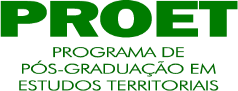 PROET
PROGRAMA DE
PÓS-GRADUAÇÃO EM
ESTUDOS TERRITORIAIS